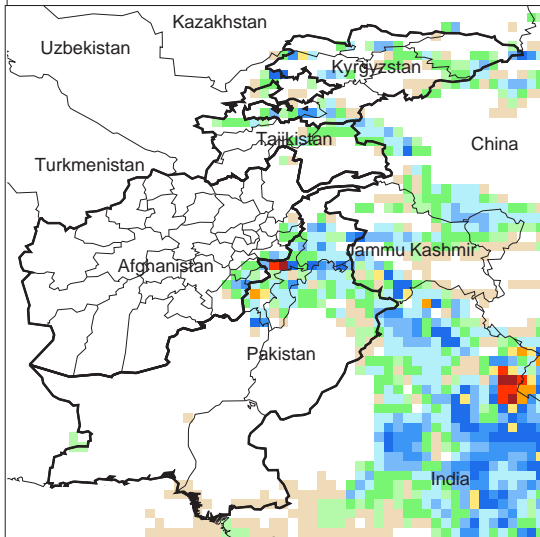 Kazakhstan
Uzbekistan
Kyrgyzstan
Tajikistan
China
Turkmenistan
Jammu Kashmir
Afghanistan
Pakistan
India